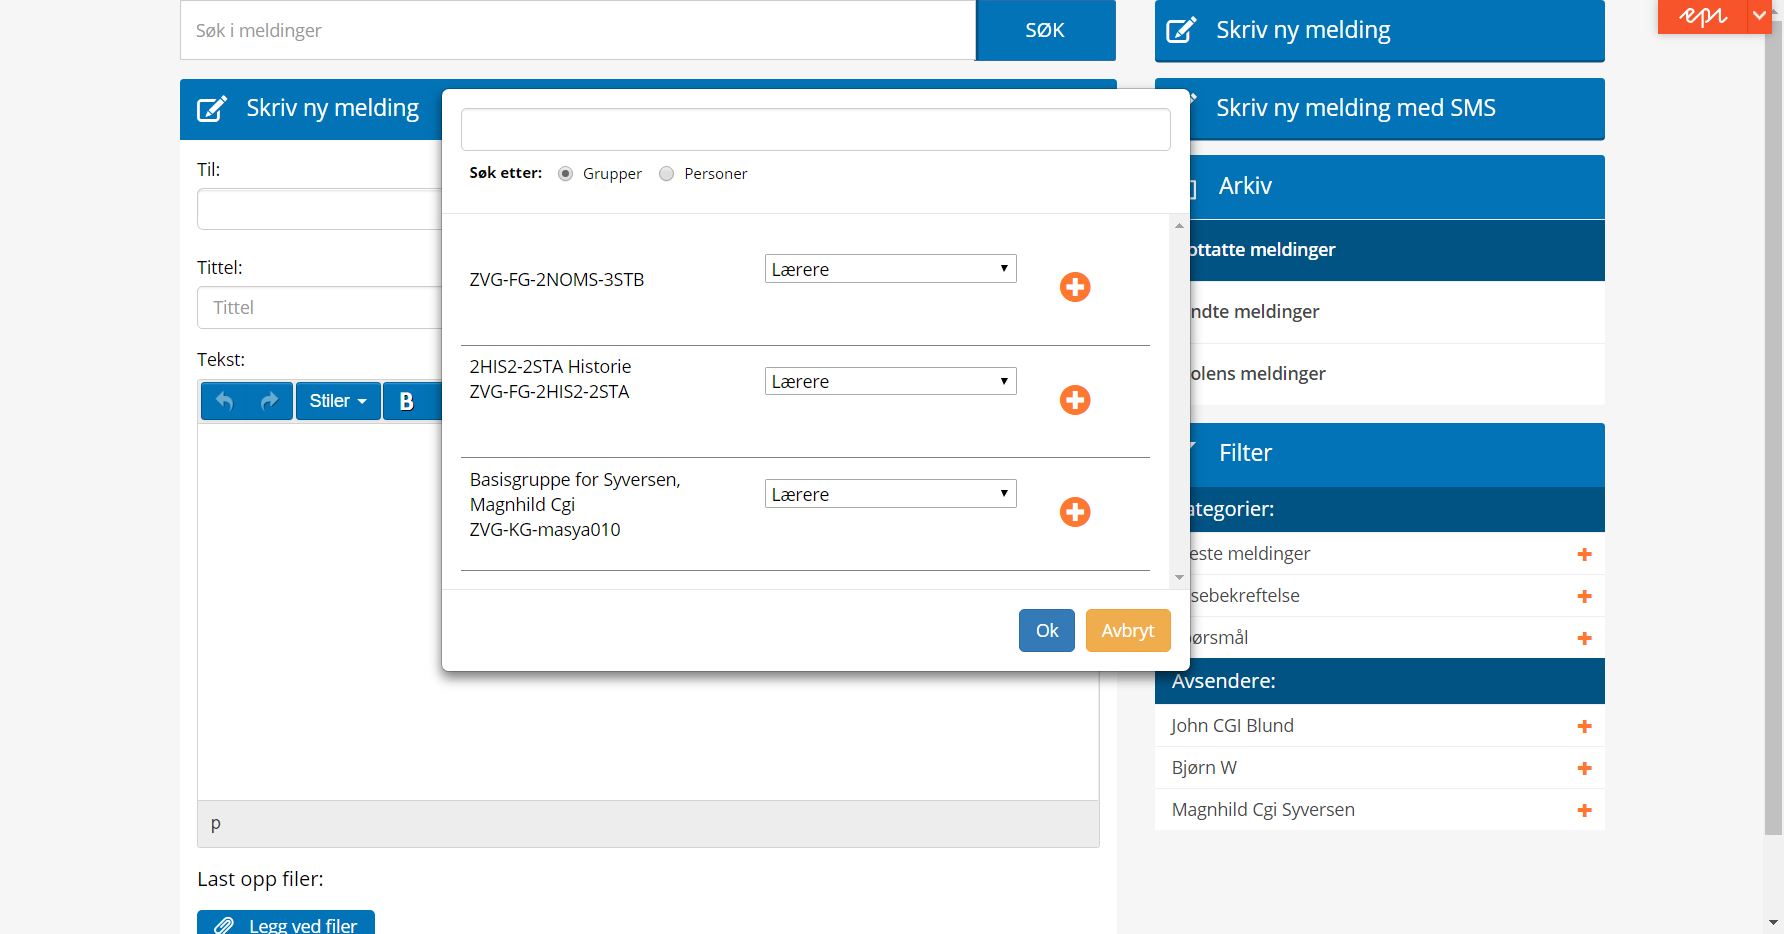 Søk i meldinger
SØK
Skriv ny melding
epi
Skriv ny melding
Skriv ny melding med SMS
Til:
Søk etter: Grupper Personer
Arkiv
ottatte meldinger
ndte meldinger
olens meldinger
Tittel:
Tittel
Tekst:
Stiler
B
ZVG-FG-2NOMS-3STB
Lærere
2HIS2-2STA Historie
ZVG-FG-2HIS2-2STA
Lærere
Basisgruppe for Syversen,
Magnhild Cgi
ZVG-KG-masya010
Lærere
Ok
Avbryt
Filter
ategorier:
este meldinger
sebekreftelse
ørsmål
Avsendere:
John CGI Blund
Bjørn W
Magnhild Cgi Syversen
p
Last opp filer:
Legg ved filer